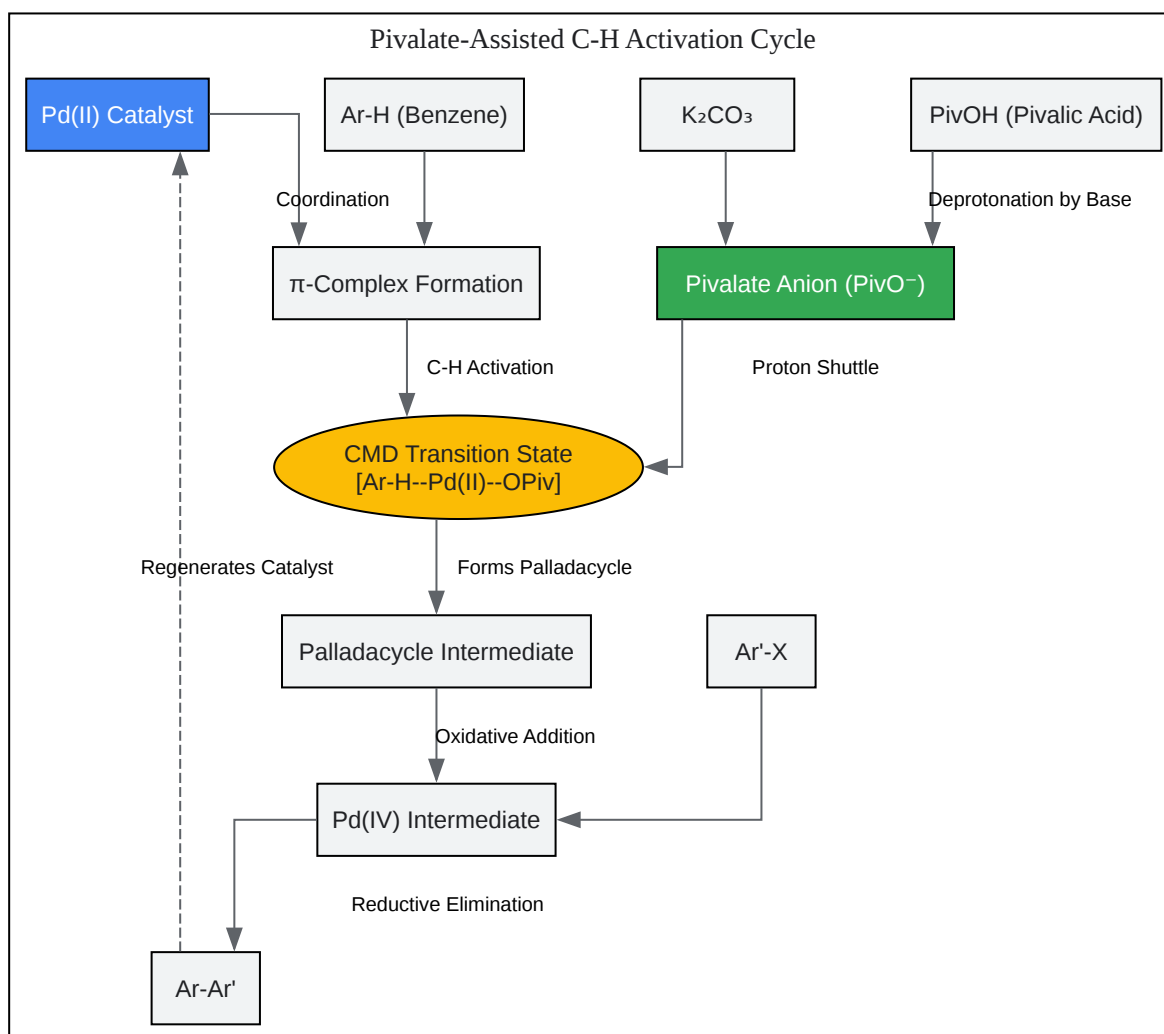 Pivalate-Assisted C-H Activation Cycle
Pd(II) Catalyst
Ar-H (Benzene)
K₂CO₃
PivOH (Pivalic Acid)
Coordination
Deprotonation by Base
π-Complex Formation
Pivalate Anion (PivO⁻)
C-H Activation
Proton Shuttle
CMD Transition State
[Ar-H--Pd(II)--OPiv]
Regenerates Catalyst
Forms Palladacycle
Palladacycle Intermediate
Ar'-X
Oxidative Addition
Pd(IV) Intermediate
Reductive Elimination
Ar-Ar'